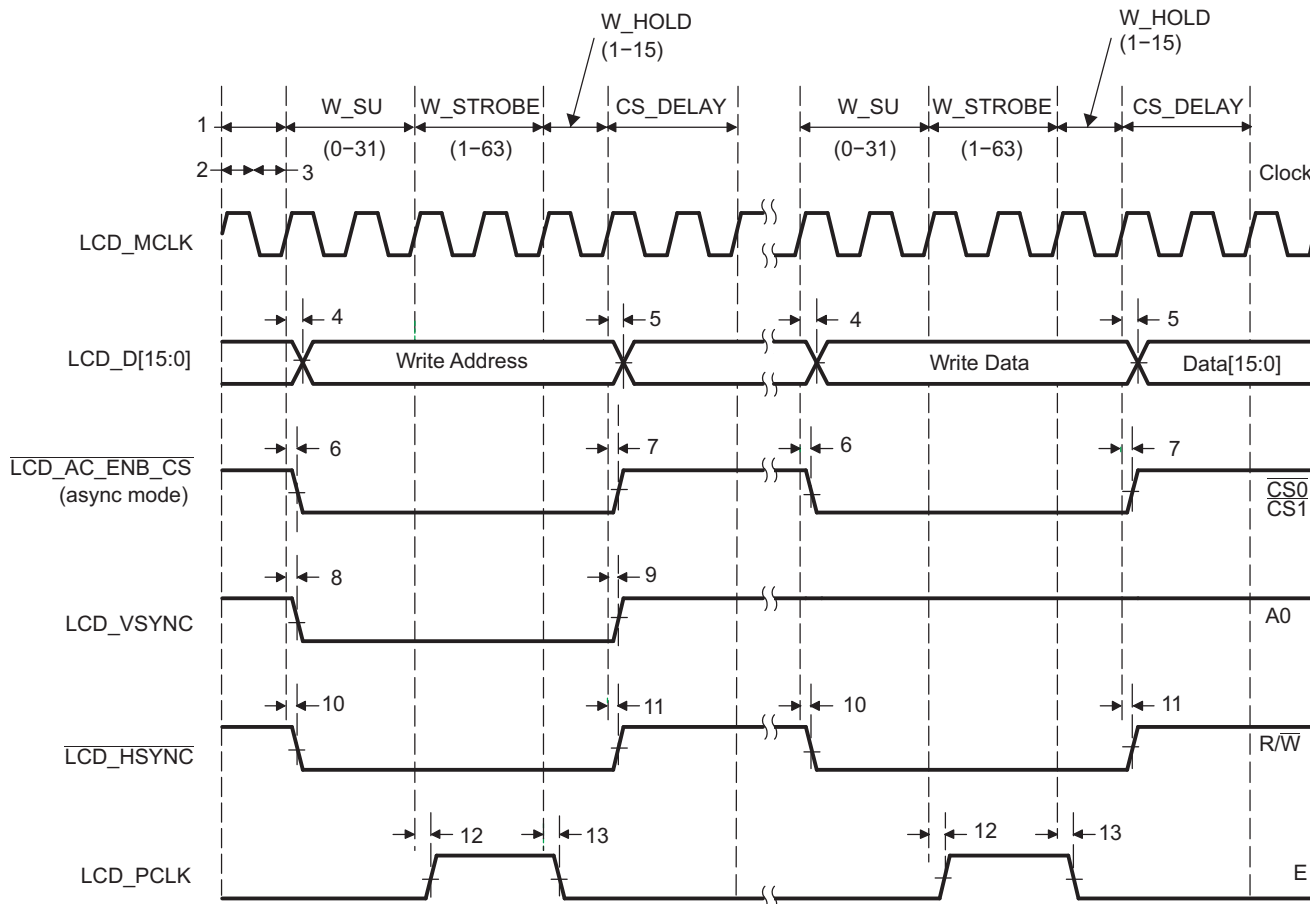 W_HOLD
(1−15)
W_HOLD
(1−15)
W_SU W_STROBE CS_DELAY W_SU W_STROBE CS_DELAY
1
(0−31) (1−63) (0−31) (1−63)
2 3 Clock
LCD_MCLK
4 5 4 5
LCD_D[15:0] Write Address Write Data Data[15:0]
6 7 6 7
LCD_AC_ENB_CS
(async mode)
CS0
CS1
8 9
LCD_VSYNC A0
10 11 10 11
LCD_HSYNC R/W
12 13 12 13
LCD_PCLK E